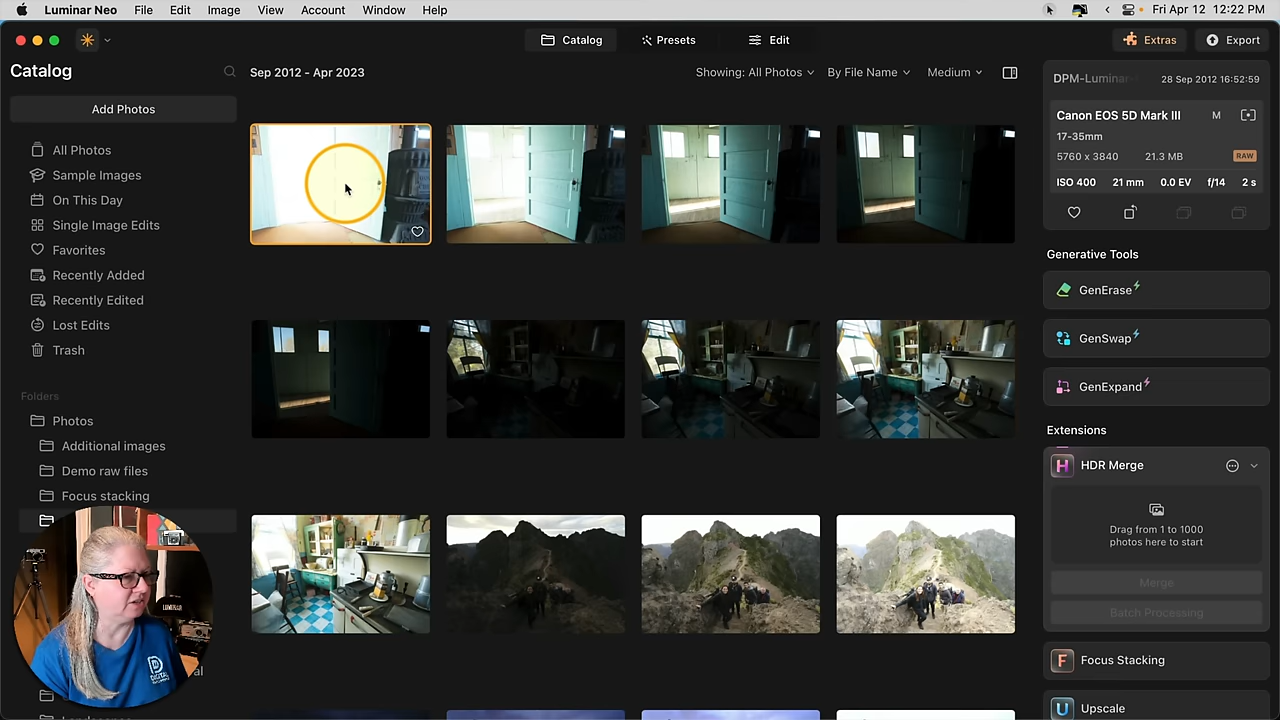 Luminar Neo File Edit Image View Account Window Help Fri Apr 12 12:22 PM
Catalog Presets Edit Extras Export
Catalog
Sep 2012 - Apr 2023 Showing: All Photos By File Name Medium
Add Photos
All Photos
Sample Images
On This Day
Single Image Edits
Favorites
Recently Added
Recently Edited
Lost Edits
Trash
Folders
Photos
Additional images
Demo raw files
Focus stacking
DPM-Luminar 28 Sep 2012 16:52:59
Canon EOS 5D Mark III M
17-35mm
5760 x 3840 21.3 MB RAW
ISO 400 21 mm 0.0 EV f/14 2 s
Generative Tools
GenErase
GenSwap
GenExpand
Extensions
H HDR Merge
Drag from 1 to 1000
photos here to start
Merge
Batch Processing
F Focus Stacking
U Upscale